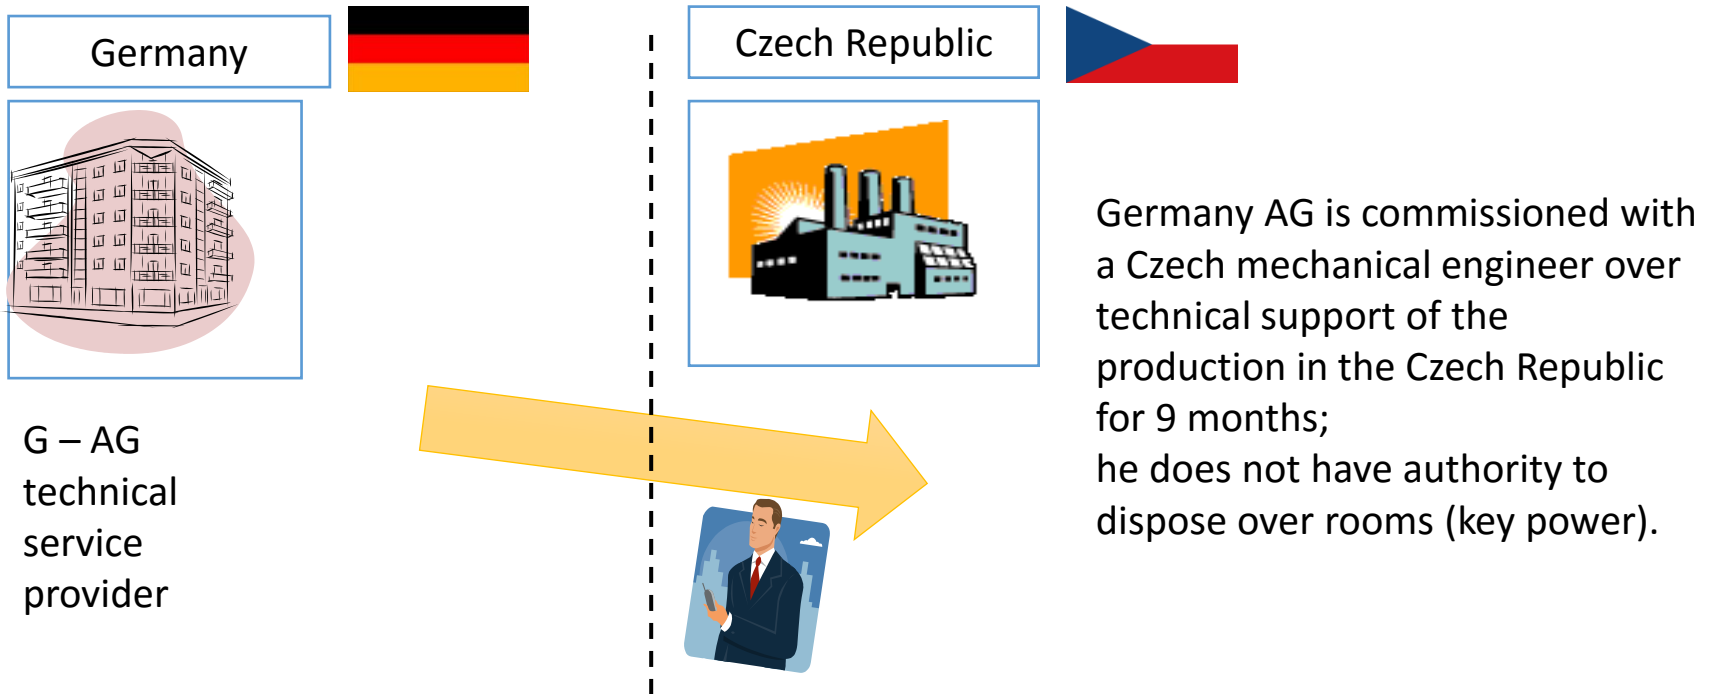 Germany
Czech Republic
Germany AG is commissioned with
a Czech mechanical engineer over
technical support of the
production in the Czech Republic
for 9 months;
he does not have authority to
dispose over rooms (key power).
G – AG
technical
service
provider